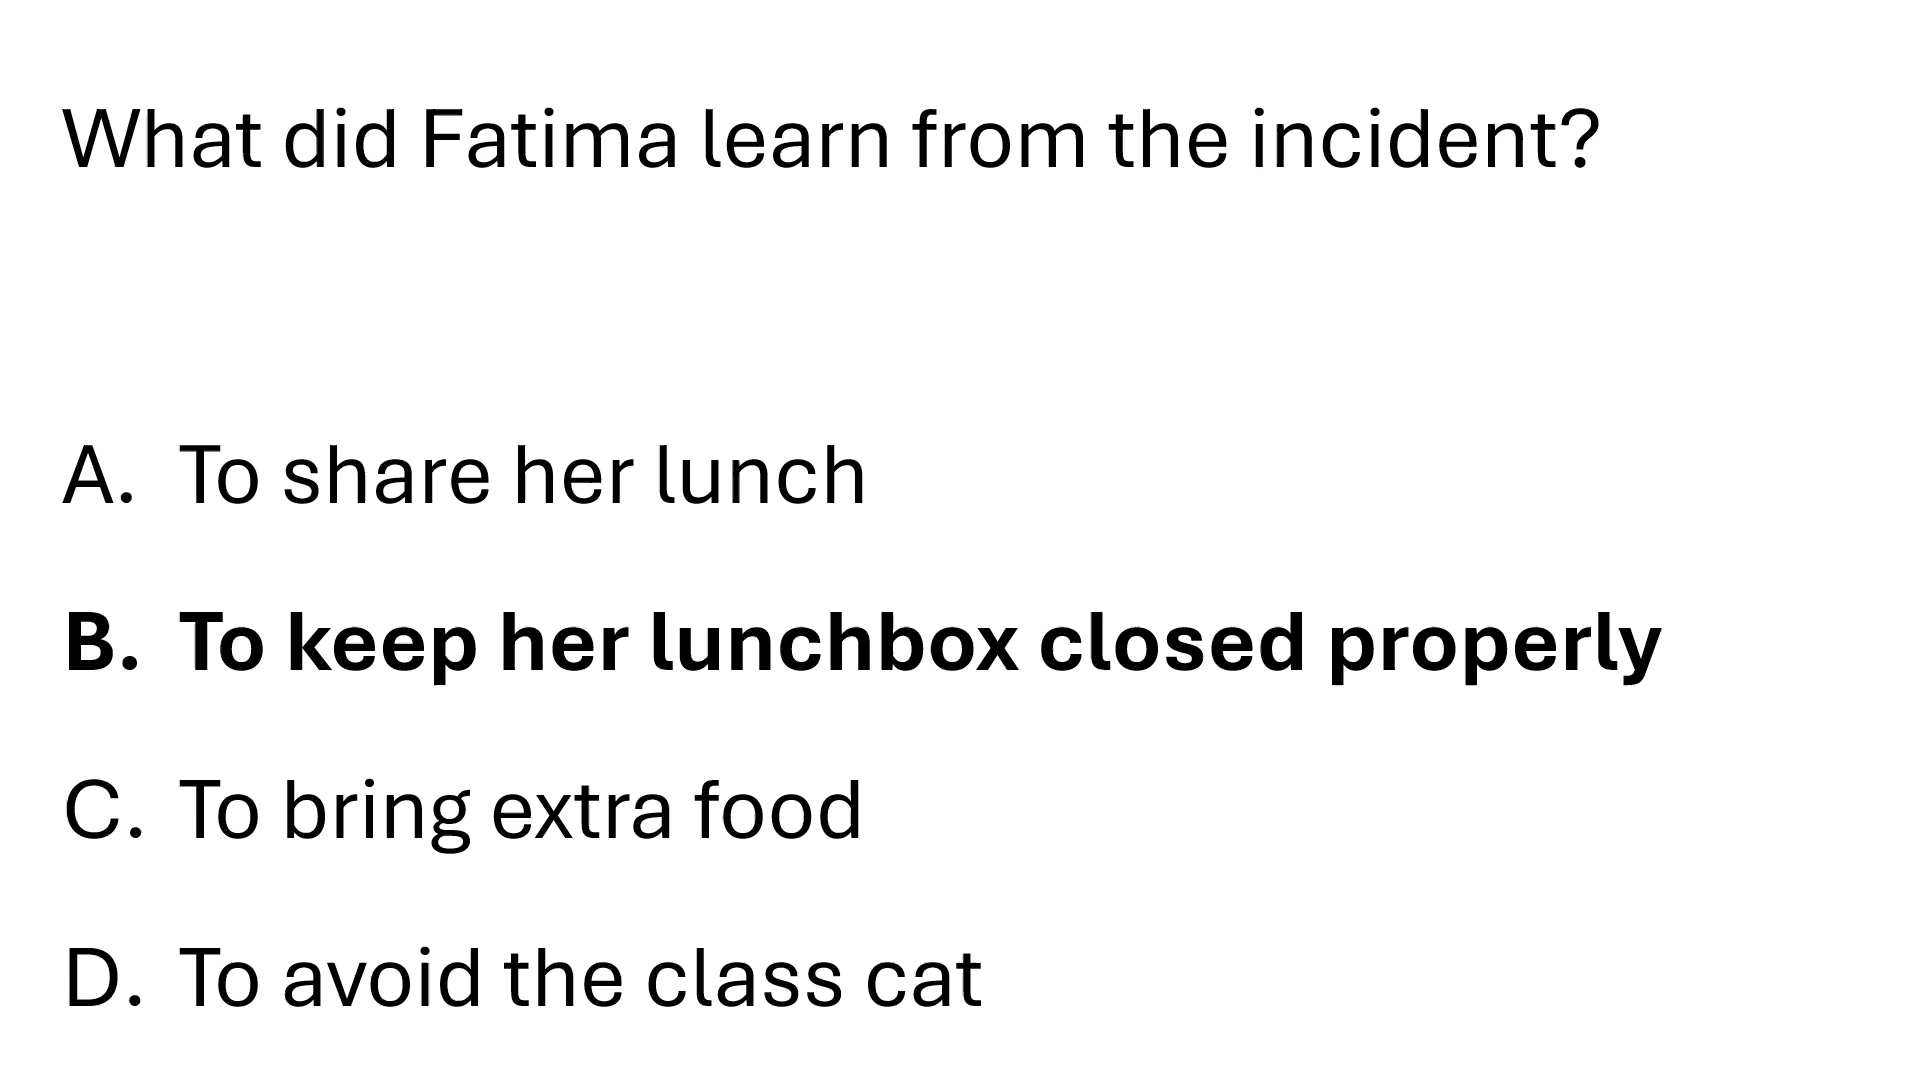 What did Fatima learn from the incident?
A. To share her lunch
B. To keep her lunchbox closed properly
C. To bring extra food
D. To avoid the class cat